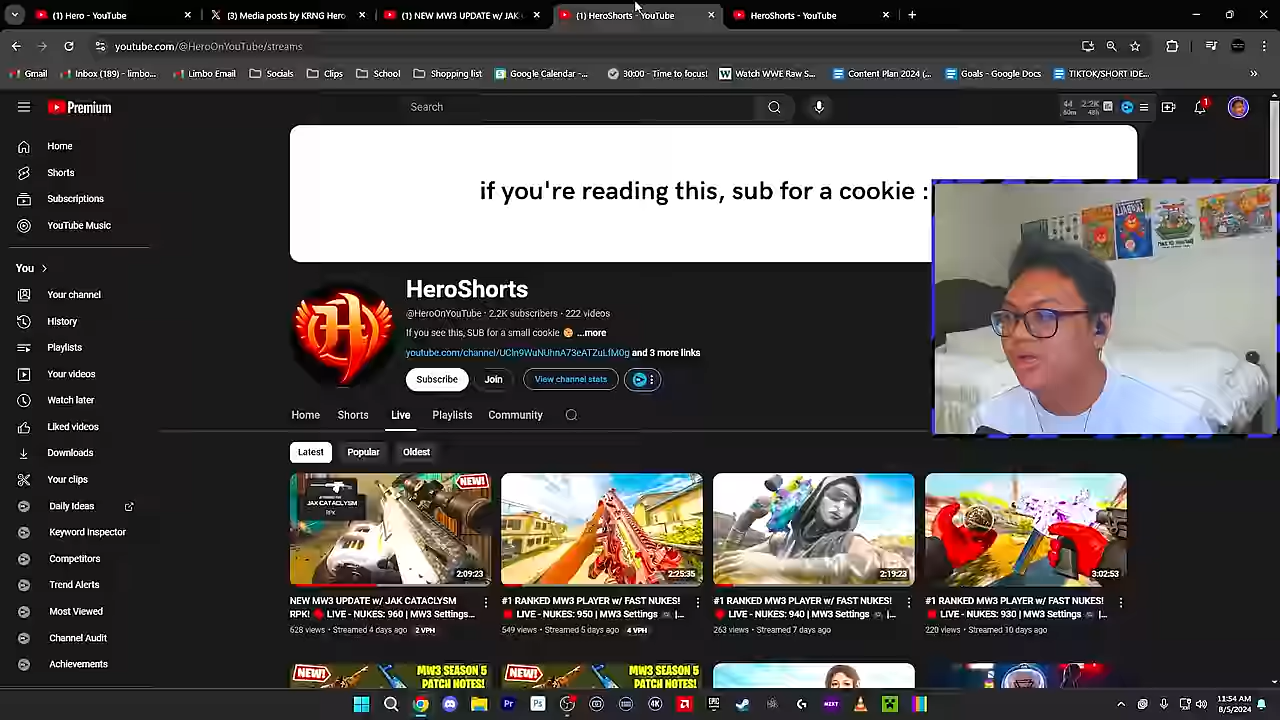 (1) Hero - YouTube
(3) Media posts by KRNG Hero
(1) NEW MW3 UPDATE w/ JAK
(1) HeroShorts - YouTube
HeroShorts - YouTube
youtube.com/@HeroOnYouTube/streams
Gmail
Inbox (189) - limbo...
Limbo Email
Socials
Clips
School
Shopping list
Google Calendar -...
30:00 - Time to focus!
Watch WWE Raw S...
Content Plan 2024 (...
Goals - Google Docs
TIKTOK/SHORT IDE...
Premium
Search
44
60m
2.2K
48h
1
Home
Shorts
Subscriptions
YouTube Music
You
Your channel
History
Playlists
Your videos
Watch later
Liked videos
Downloads
Your clips
Daily Ideas
Keyword Inspector
Competitors
Trend Alerts
Most Viewed
Channel Audit
Achievements
if you're reading this, sub for a cookie :
HeroShorts
@HeroOnYouTube · 2.2K subscribers · 222 videos
If you see this, SUB for a small cookie 🍪 ...more
and 3 more links
Subscribe
Join
View channel stats
Home
Shorts
Live
Playlists
Community
Latest
Popular
Oldest
NEW!
JAK CATACLYSM
RPK
2:09:23
2:25:35
2:19:23
3:02:53
NEW MW3 UPDATE w/ JAK CATACLYSM
RPK! 🔴 LIVE - NUKES: 960 | MW3 Settings...
628 views · Streamed 4 days ago
2 VPH
#1 RANKED MW3 PLAYER w/ FAST NUKES!
🟥 LIVE - NUKES: 950 | MW3 Settings 🎮 |...
549 views · Streamed 5 days ago
4 VPH
#1 RANKED MW3 PLAYER w/ FAST NUKES!
🔴 LIVE - NUKES: 940 | MW3 Settings 🎮 |...
263 views · Streamed 7 days ago
#1 RANKED MW3 PLAYER w/ FAST NUKES!
🟥 LIVE - NUKES: 930 | MW3 Settings 🎮 |...
220 views · Streamed 10 days ago
NEW!
MW3 SEASON 5
PATCH NOTES!
NEW!
MW3 SEASON 5
PATCH NOTES!
11:54 AM
8/5/2024